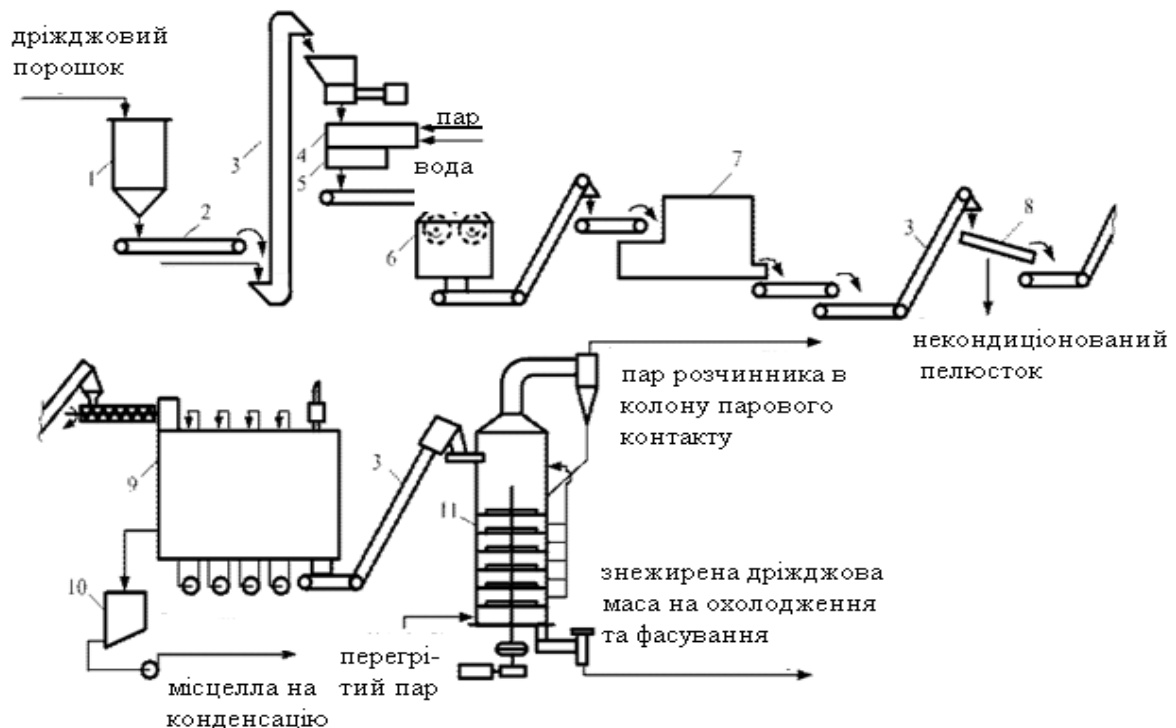 дріжджовий
порошок
пар
вода
1
2
3
4
5
6
7
3
8
некондиціонований
пелюсток
пар розчинника в
колону парового
контакту
9
3
11
10
знежирена дріжджова
маса на охолодження
та фасування
перегрі-
тий пар
місцелла на
конденсацію